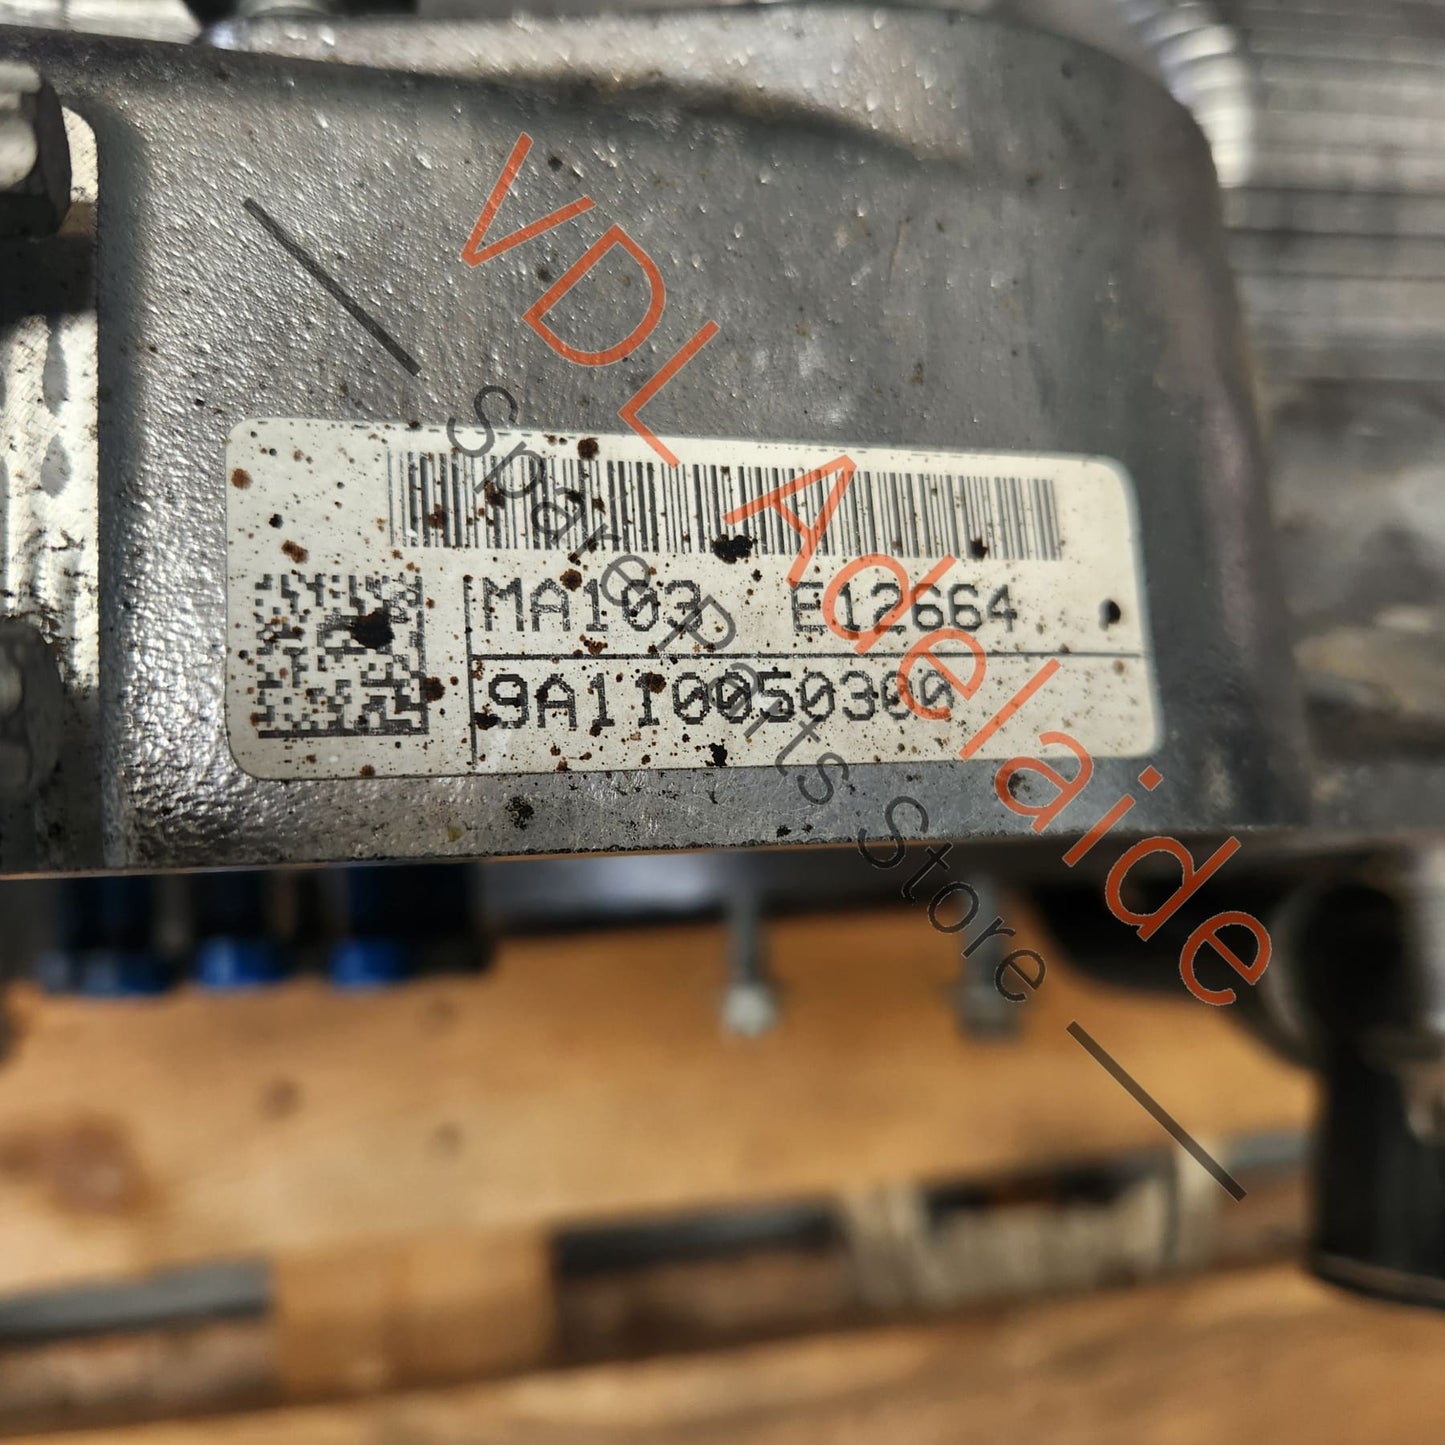 VDL Adelaide
Spare Parts Store
MA103 E12664
9A110050300